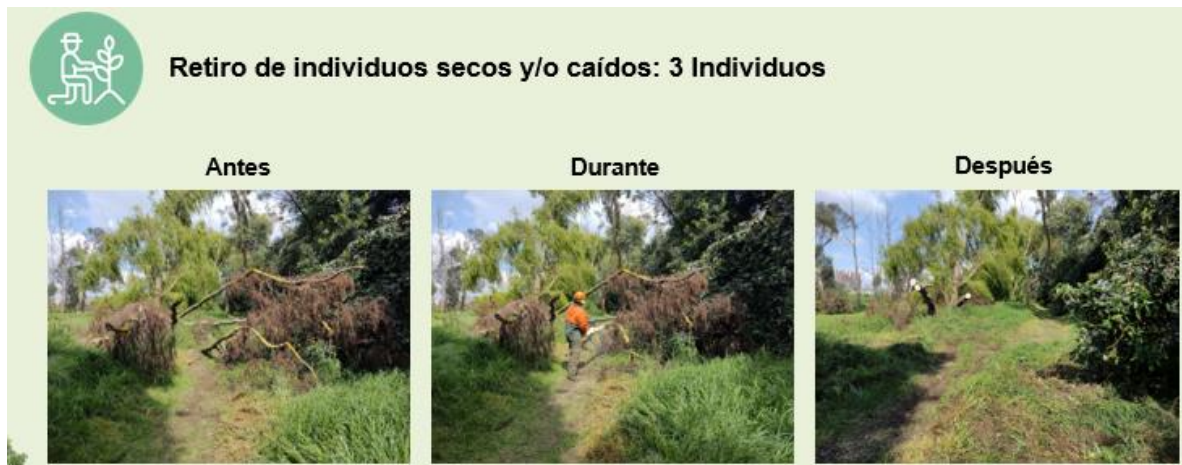 Retiro de individuos secos y/o caídos: 3 Individuos
Antes
Durante
Después